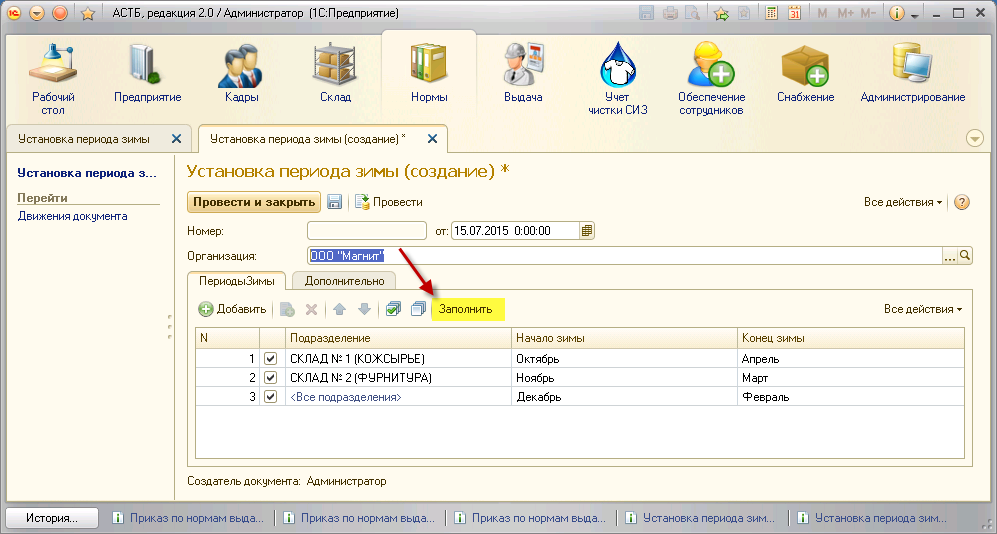 АСТБ, редакция 2.0 / Администратор (1С:Предприятие)
M M+ M-
Рабочий стол
Предприятие
Кадры
Склад
Нормы
Выдача
Учет чистки СИЗ
Обеспечение сотрудников
Снабжение
Администрирование
Установка периода зимы
Установка периода зимы (создание) *
Установка периода з...
Перейти
Движения документа
Установка периода зимы (создание) *
Провести и закрыть Провести Все действия
Номер: от: 15.07.2015 0:00:00
Организация: ООО "Магнит" ...
ПериодыЗимы Дополнительно
Добавить Заполнить Все действия
N Подразделение Начало зимы Конец зимы
1 СКЛАД № 1 (КОЖСЫРЬЕ) Октябрь Апрель
2 СКЛАД № 2 (ФУРНИТУРА) Ноябрь Март
3 <Все подразделения> Декабрь Февраль
Создатель документа: Администратор
История... Приказ по нормам выда... Приказ по нормам выда... Приказ по нормам выда... Установка периода зим... Установка периода зим...